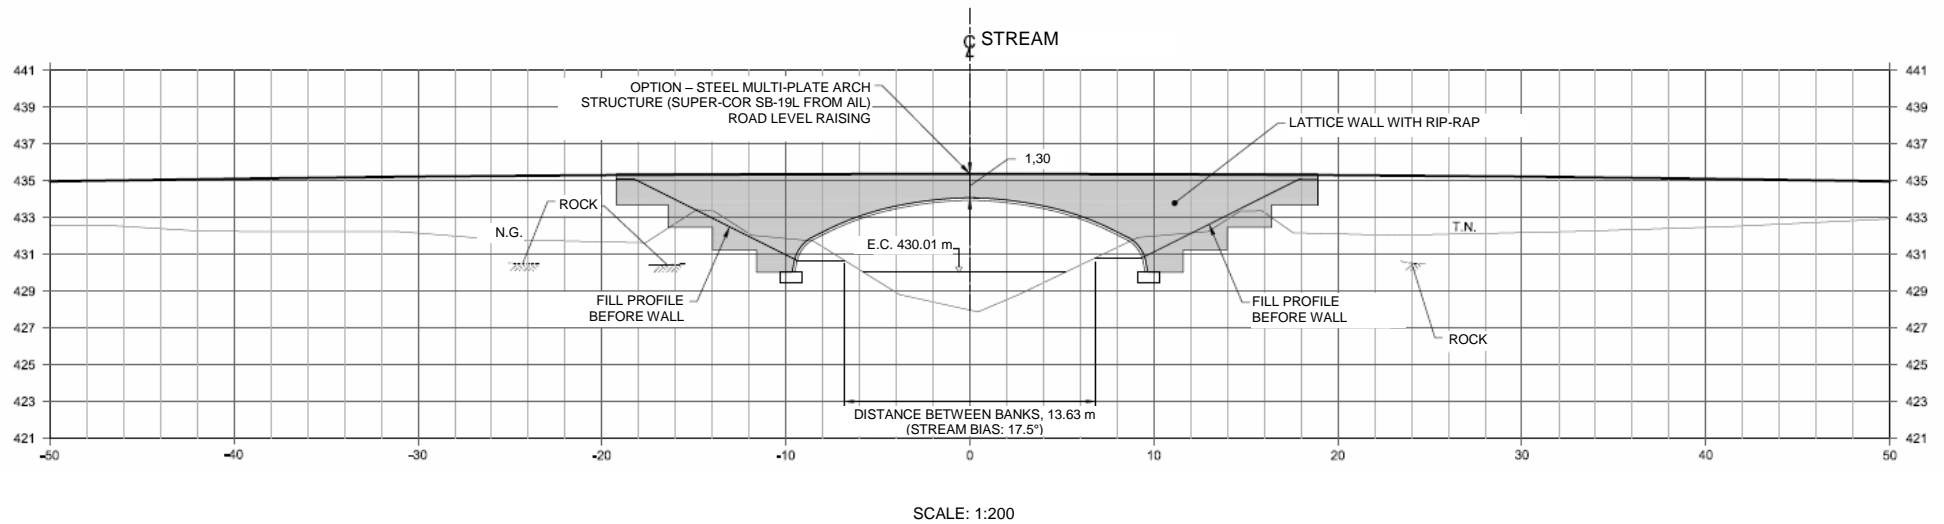 ℄ STREAM
441
441
OPTION – STEEL MULTI-PLATE ARCH
STRUCTURE (SUPER-COR SB-19L FROM AIL)
ROAD LEVEL RAISING
439
439
LATTICE WALL WITH RIP-RAP
437
437
1,30
435
435
ROCK
433
433
N.G.
T.N.
E.C. 430.01 m
431
431
FILL PROFILE
BEFORE WALL
FILL PROFILE
BEFORE WALL
429
429
427
427
ROCK
425
425
423
423
DISTANCE BETWEEN BANKS, 13.63 m
(STREAM BIAS: 17.5°)
421
421
-50
-40
-30
-20
-10
0
10
20
30
40
50
SCALE: 1:200